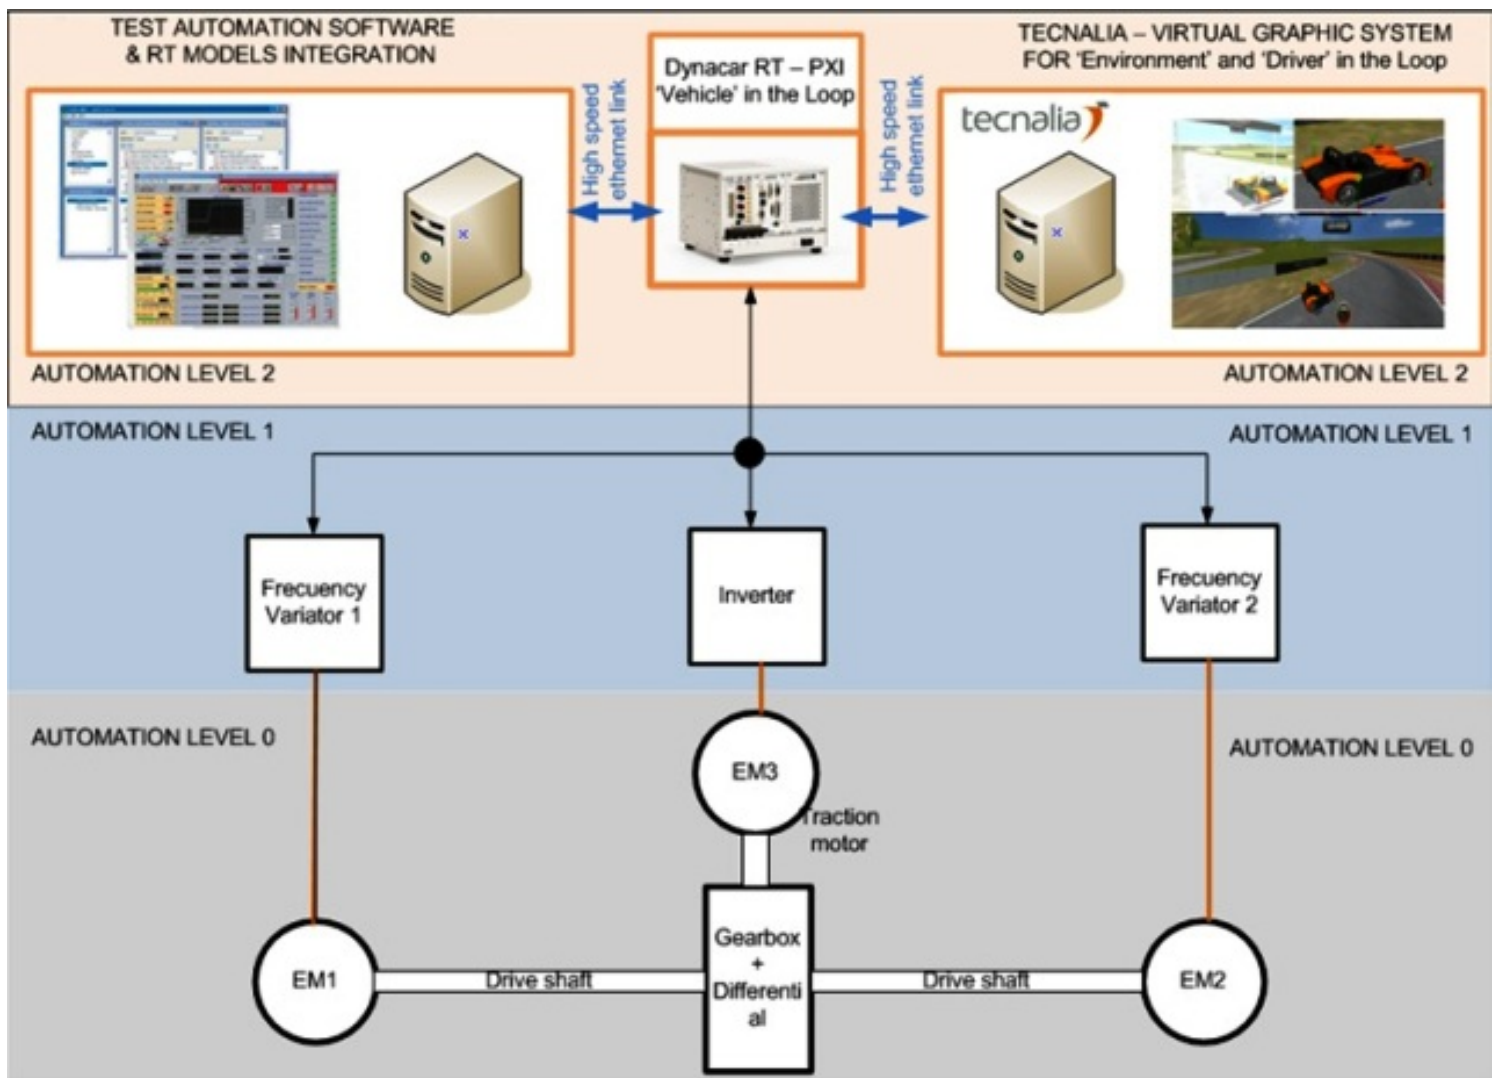 TEST AUTOMATION SOFTWARE
& RT MODELS INTEGRATION
Dynacar RT – PXI
'Vehicle' in the Loop
TECNALIA – VIRTUAL GRAPHIC SYSTEM
FOR 'Environment' and 'Driver' in the Loop
High speed
ethernet link
High speed
ethernet link
tecnalia
AUTOMATION LEVEL 2
AUTOMATION LEVEL 2
AUTOMATION LEVEL 1
AUTOMATION LEVEL 1
Frecuency
Variator 1
Inverter
Frecuency
Variator 2
AUTOMATION LEVEL 0
AUTOMATION LEVEL 0
EM3
Traction
motor
Gearbox
+
Differenti
al
EM1
Drive shaft
Drive shaft
EM2